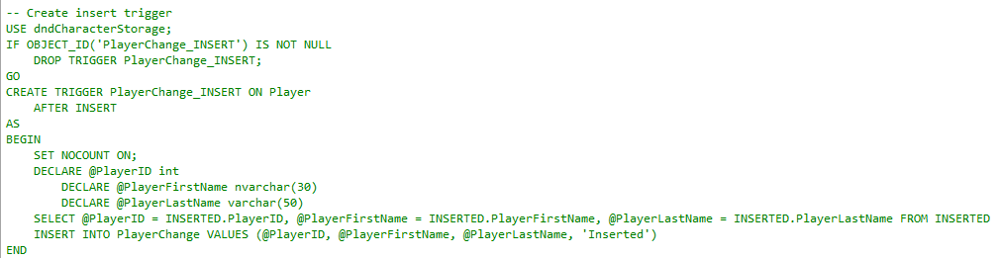 -- Create insert trigger
USE dndCharacterStorage;
IF OBJECT_ID('PlayerChange_INSERT') IS NOT NULL
    DROP TRIGGER PlayerChange_INSERT;
GO
CREATE TRIGGER PlayerChange_INSERT ON Player
    AFTER INSERT
AS
BEGIN
    SET NOCOUNT ON;
    DECLARE @PlayerID int
        DECLARE @PlayerFirstName nvarchar(30)
        DECLARE @PlayerLastName varchar(50)
    SELECT @PlayerID = INSERTED.PlayerID, @PlayerFirstName = INSERTED.PlayerFirstName, @PlayerLastName = INSERTED.PlayerLastName FROM INSERTED
    INSERT INTO PlayerChange VALUES (@PlayerID, @PlayerFirstName, @PlayerLastName, 'Inserted')
END